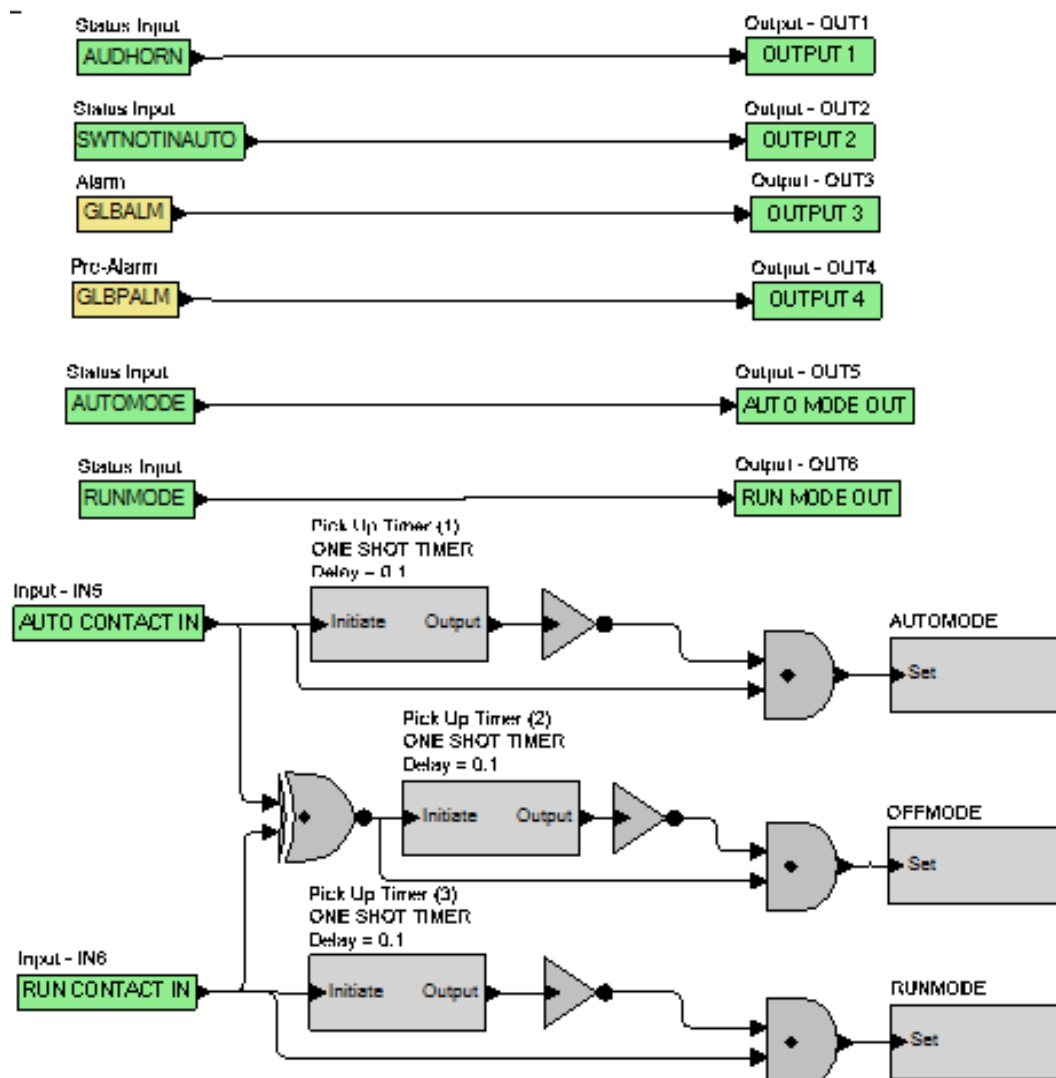 Status Input
AUDHORN
Output - OUT1
OUTPUT 1
Status Input
SWTNOTINAUTO
Output - OUT2
OUTPUT 2
Alarm
GLBALM
Output - OUT3
OUTPUT 3
Pre-Alarm
GLBPALM
Output - OUT4
OUTPUT 4
Status Input
AUTOMODE
Output - OUT5
AUTO MODE OUT
Status Input
RUNMODE
Output - OUT6
RUN MODE OUT
Pick Up Timer (1)
ONE SHOT TIMER
Delay = 0.1
Input - IN5
AUTO CONTACT IN
Initiate Output
AUTOMODE
Set
Pick Up Timer (2)
ONE SHOT TIMER
Delay = 0.1
Initiate Output
OFFMODE
Set
Pick Up Timer (3)
ONE SHOT TIMER
Delay = 0.1
Input - IN6
RUN CONTACT IN
Initiate Output
RUNMODE
Set